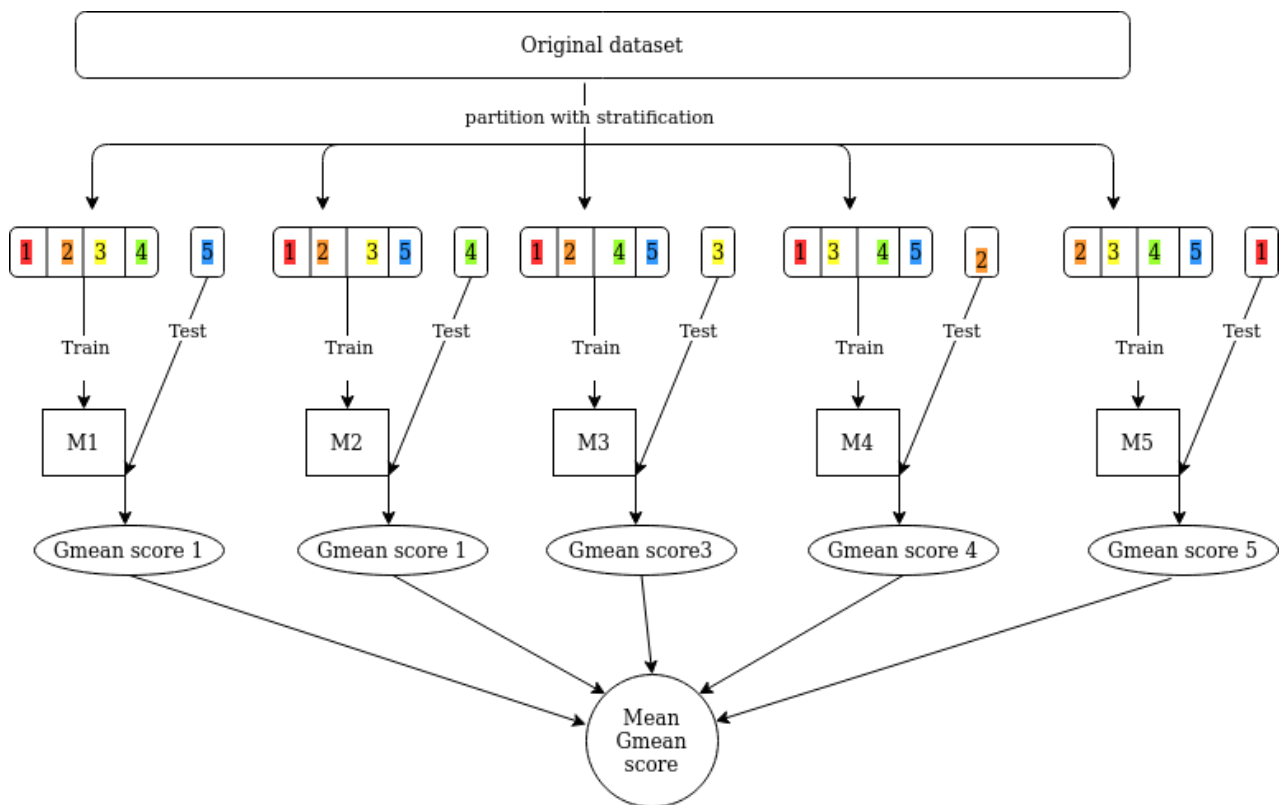 Original dataset
partition with stratification
1 2 3 4 5 1 2 3 5 4 1 2 4 5 3 1 3 4 5 2 2 3 4 5 1
Test Test Test Test Test
Train Train Train Train Train
M1 M2 M3 M4 M5
Gmean score 1 Gmean score 1 Gmean score3 Gmean score 4 Gmean score 5
Mean
Gmean
score